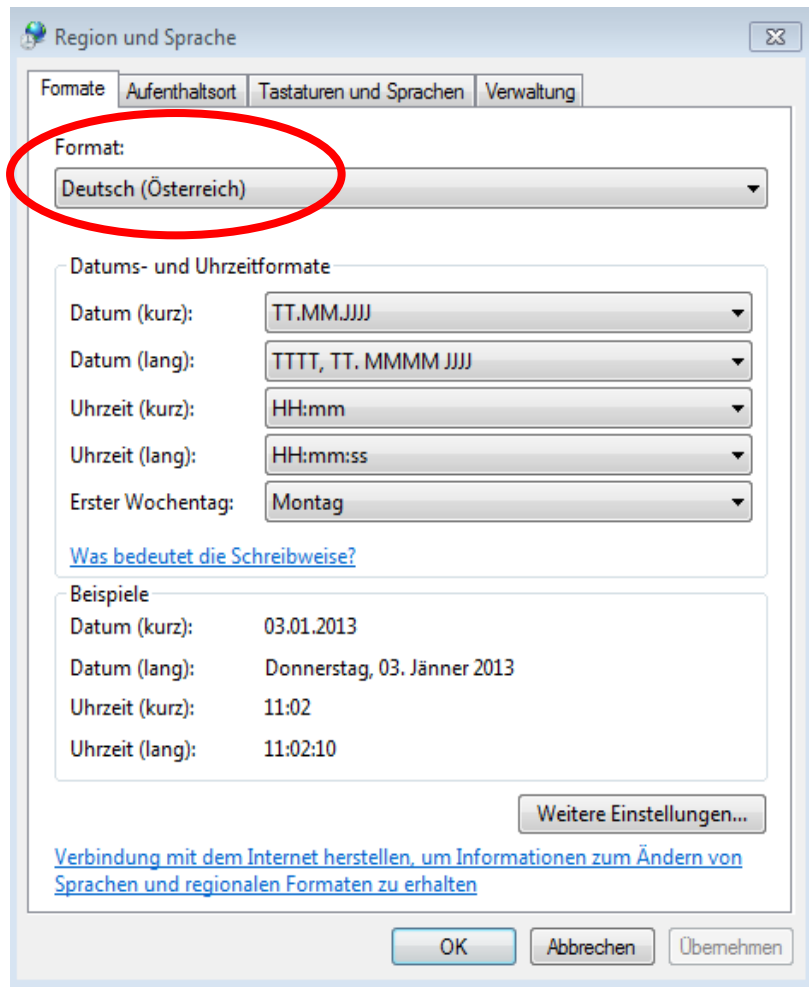 Region und Sprache
Formate Aufenthaltsort Tastaturen und Sprachen Verwaltung
Format:
Deutsch (Österreich)
Datums- und Uhrzeitformate
Datum (kurz): TT.MM.JJJJ
Datum (lang): TTTT, TT. MMMM JJJJ
Uhrzeit (kurz): HH:mm
Uhrzeit (lang): HH:mm:ss
Erster Wochentag: Montag
Was bedeutet die Schreibweise?
Beispiele
Datum (kurz): 03.01.2013
Datum (lang): Donnerstag, 03. Jänner 2013
Uhrzeit (kurz): 11:02
Uhrzeit (lang): 11:02:10
Weitere Einstellungen...
Verbindung mit dem Internet herstellen, um Informationen zum Ändern von
Sprachen und regionalen Formaten zu erhalten
OK Abbrechen Übernehmen